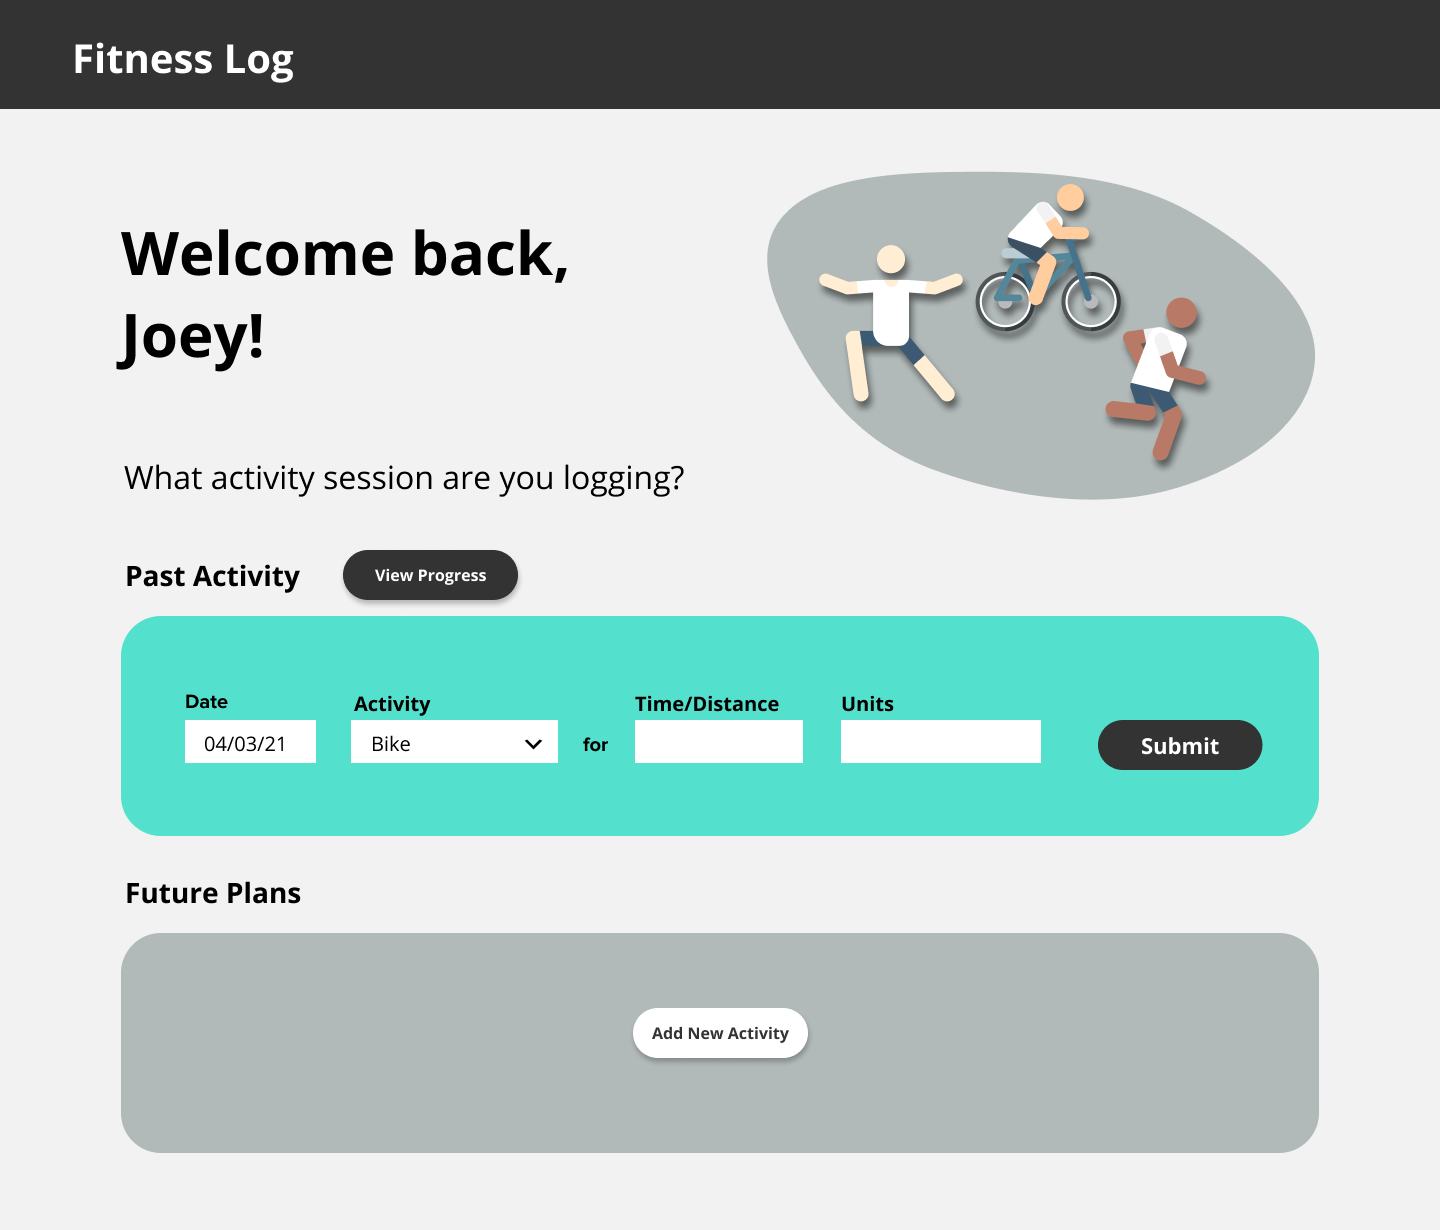 Fitness Log
Welcome back,
Joey!
What activity session are you logging?
Past Activity
View Progress
Date
Activity
Time/Distance
Units
04/03/21
Bike
for
Submit
Future Plans
Add New Activity